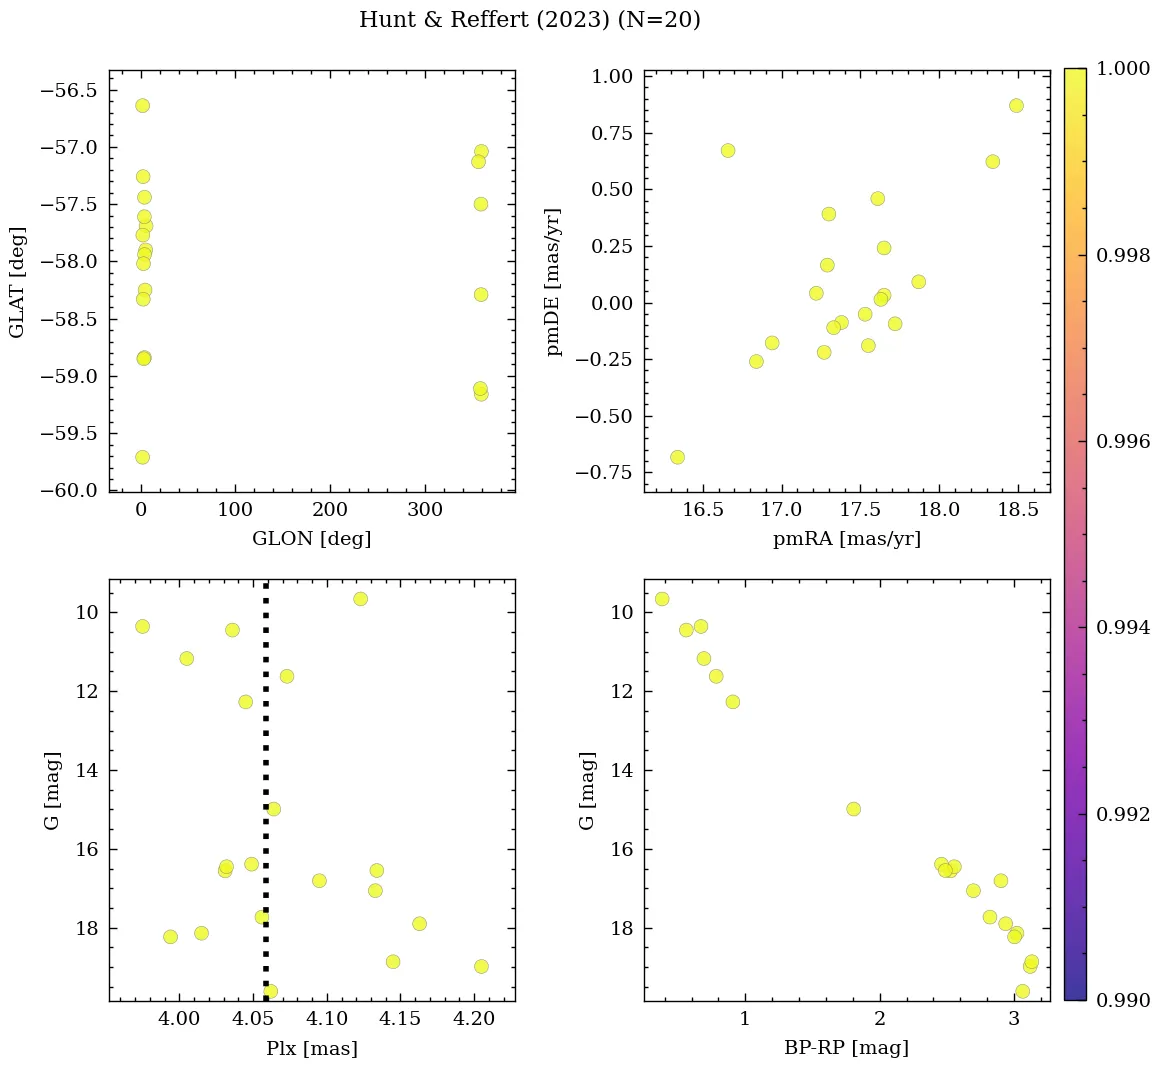 Hunt & Reffert (2023) (N=20)
−56.5
−57.0
−57.5
−58.0
−58.5
−59.0
−59.5
−60.0
GLAT [deg]
0 100 200 300
GLON [deg]
1.00
0.75
0.50
0.25
0.00
−0.25
−0.50
−0.75
pmDE [mas/yr]
16.5 17.0 17.5 18.0 18.5
pmRA [mas/yr]
10
12
14
16
18
G [mag]
4.00 4.05 4.10 4.15 4.20
Plx [mas]
10
12
14
16
18
G [mag]
1 2 3
BP-RP [mag]
1.000
0.998
0.996
0.994
0.992
0.990